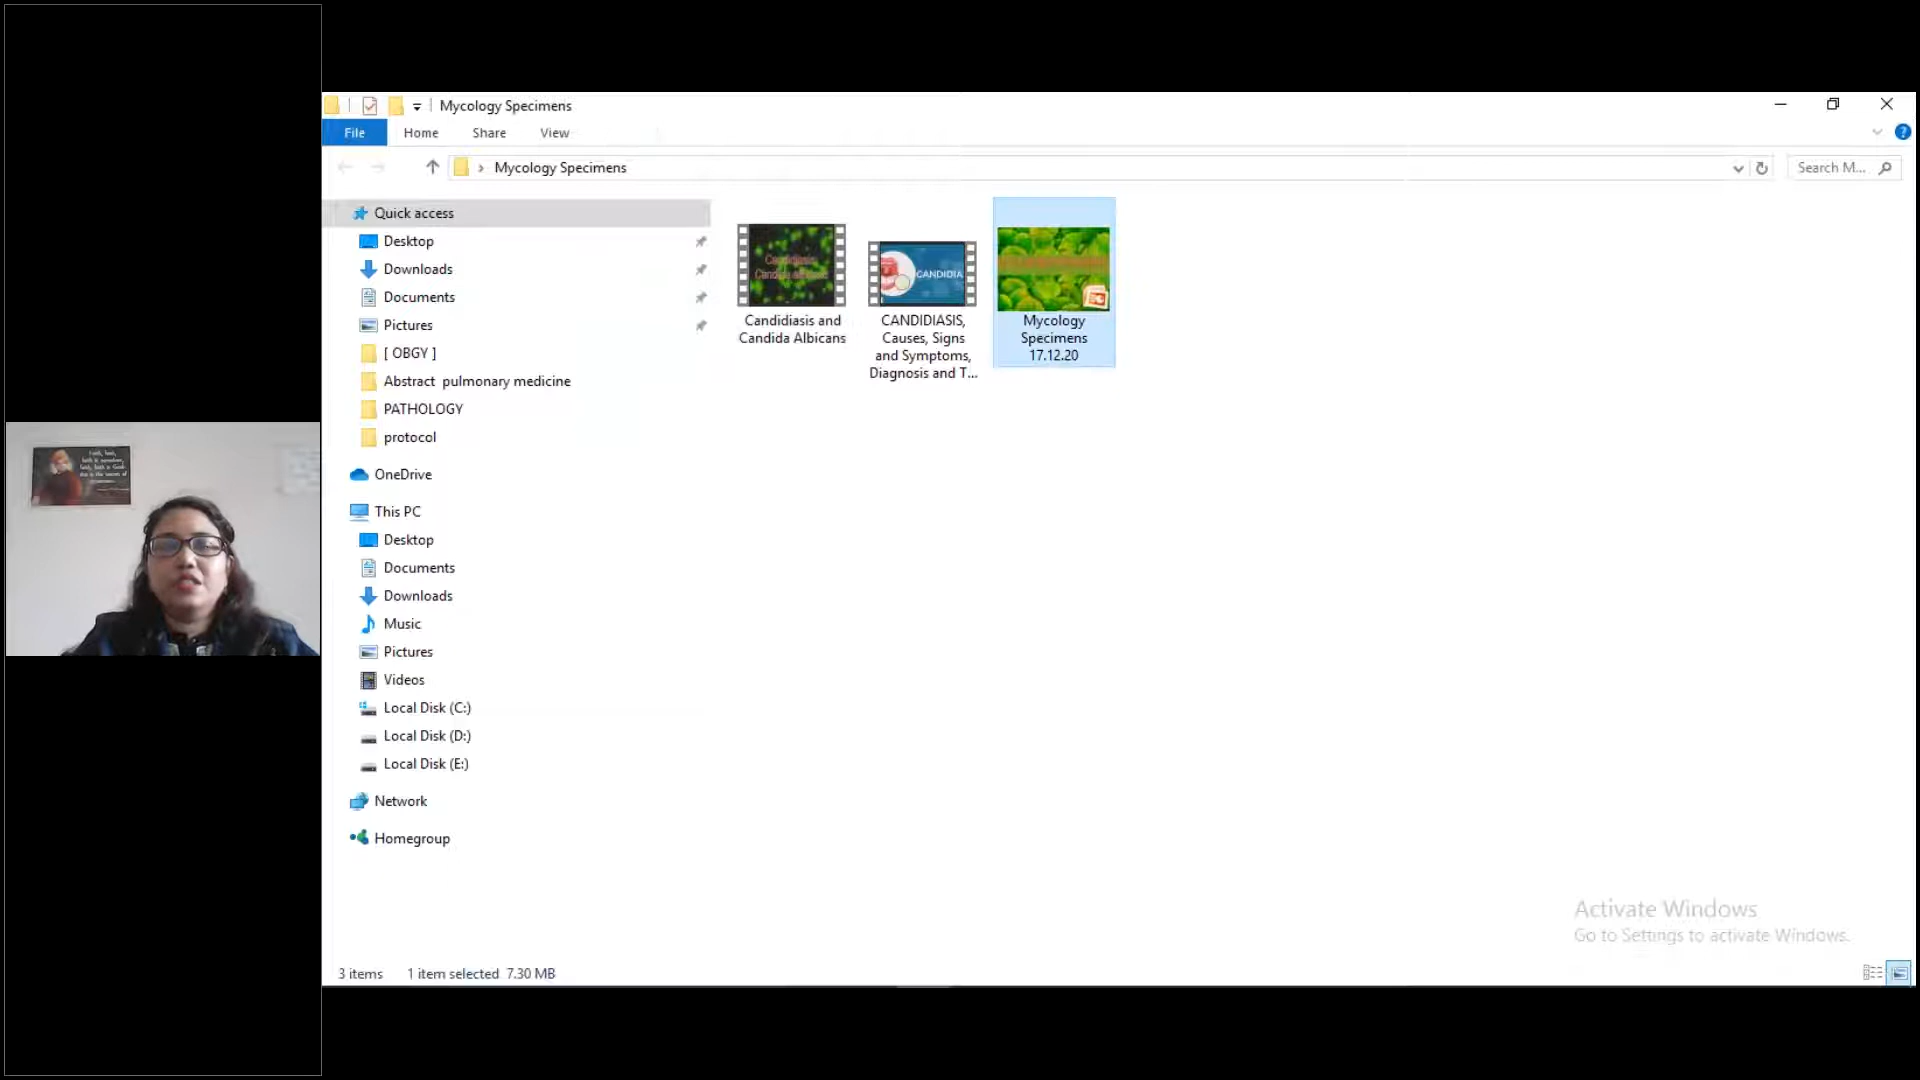 Mycology Specimens
File Home Share View
Mycology Specimens
Search M...
Quick access
Desktop
Downloads
Documents
Pictures
[ OBGY ]
Abstract  pulmonary medicine
PATHOLOGY
protocol
OneDrive
This PC
Desktop
Documents
Downloads
Music
Pictures
Videos
Local Disk (C:)
Local Disk (D:)
Local Disk (E:)
Network
Homegroup
CANDIDIA
Candidiasis and
Candida Albicans
CANDIDIASIS,
Causes, Signs
and Symptoms,
Diagnosis and T...
Mycology
Specimens
17.12.20
Activate Windows
Go to Settings to activate Windows.
3 items 1 item selected 7.30 MB